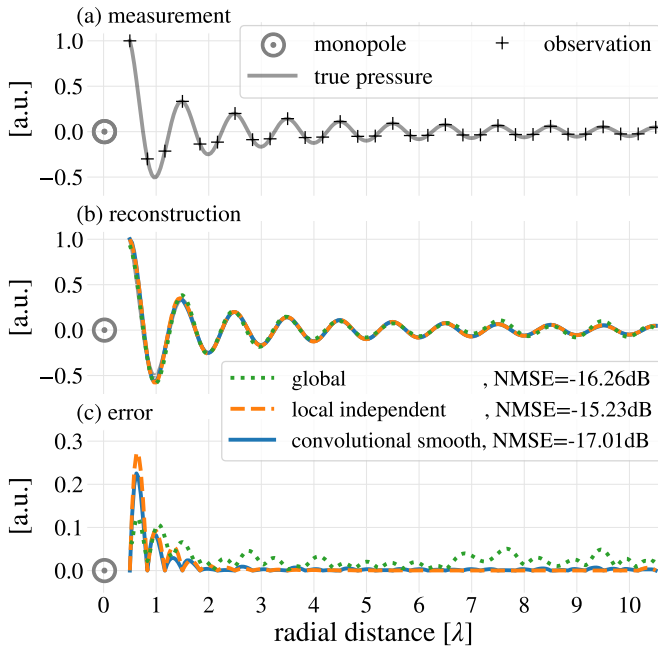 (a) measurement
monopole
observation
true pressure
[a.u.]
1.0
0.5
0.0
−0.5
(b) reconstruction
[a.u.]
1.0
0.5
0.0
−0.5
global , NMSE=-16.26dB
local independent , NMSE=-15.23dB
convolutional smooth, NMSE=-17.01dB
(c) error
[a.u.]
0.3
0.2
0.1
0.0
0 1 2 3 4 5 6 7 8 9 10
radial distance [λ]